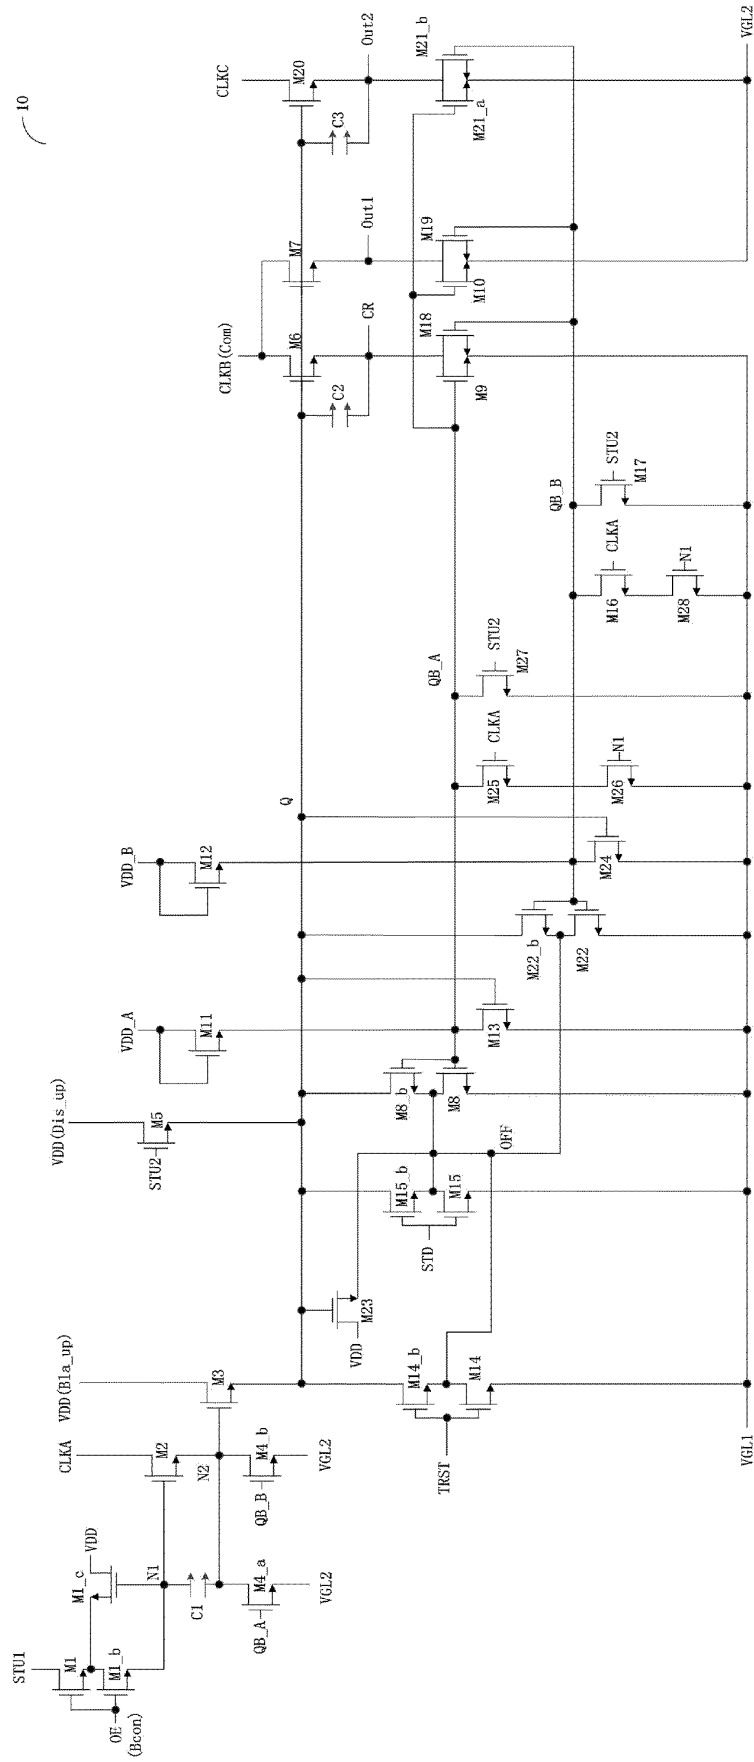 10
STU1
M1
M1_b
OE
(Bcon)
M1_c
VDD
N1
C1
QB_A
M4_a
VGL2
CLKA
M2
N2
QB_B
M4_b
VGL2
VDD(Bla_up)
M3
VDD
M23
TRST
M14_b
M14
VGL1
STD
M15_b
M15
OFF
VDD(Dis_up)
STU2
M5
M8_b
M8
VDD_A
M11
M13
M22_b
M22
VDD_B
M12
M24
Q
M25
CLKA
M26
N1
QB_A
STU2
M27
M16
CLKA
M28
N1
QB_B
STU2
M17
CLKB(Com)
M6
M7
C2
CR
Out1
M9
M18
M10
M19
CLKC
M20
C3
Out2
M21_a
M21_b
VGL2